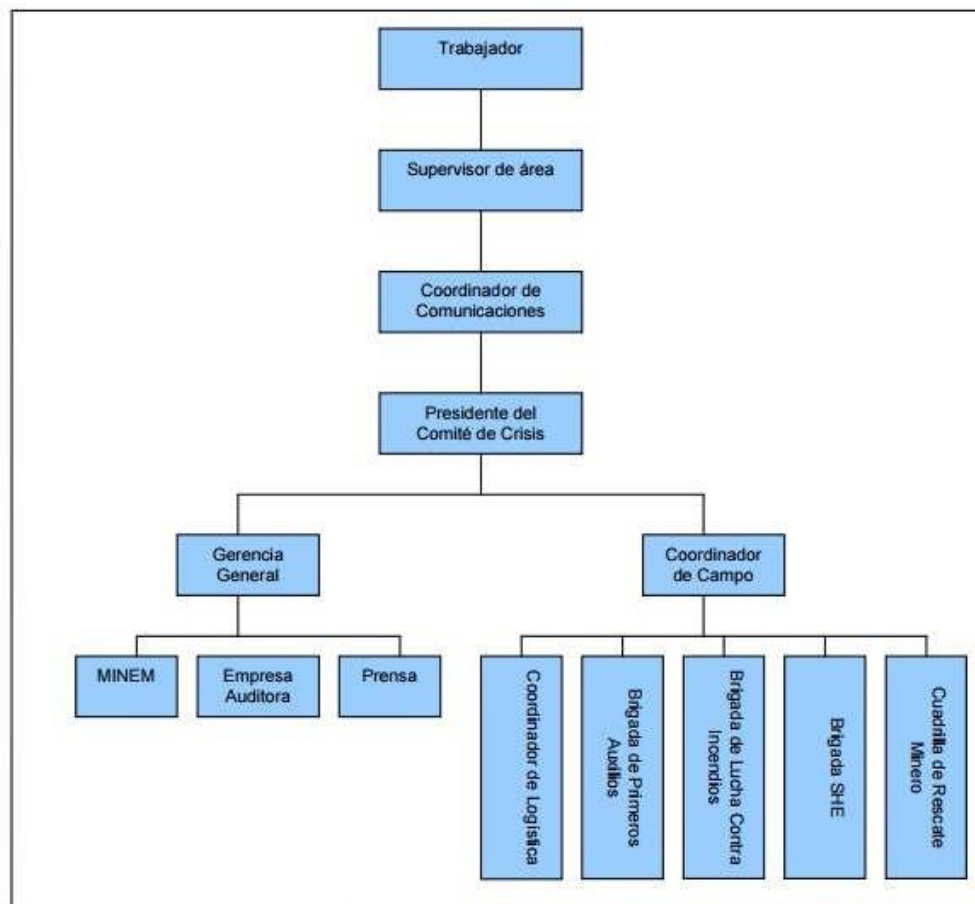 Trabajador
Supervisor de área
Coordinador de
Comunicaciones
Presidente del
Comité de Crisis
Gerencia
General
Coordinador
de Campo
MINEM
Empresa
Auditora
Prensa
Coordinador de Logística
Brigada de Primeros
Auxilios
Brigada de Lucha Contra
Incendios
Brigada SHE
Cuadrilla de Rescate
Minero